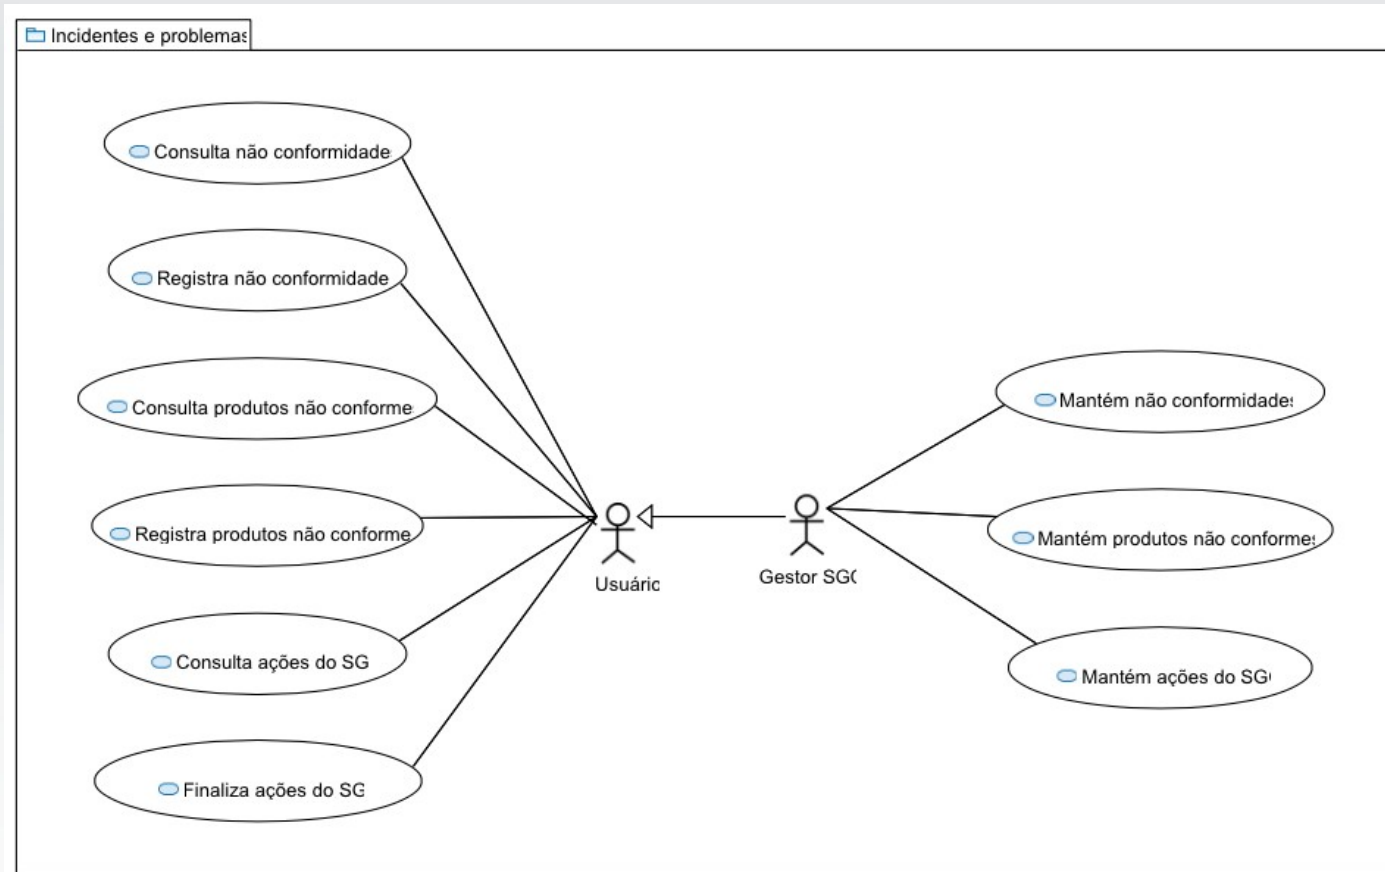 Incidentes e problemas
Consulta não conformidade
Registra não conformidade
Consulta produtos não conforme
Registra produtos não conforme
Consulta ações do SG
Finaliza ações do SG
Usuário
Gestor SGQ
Mantém não conformidades
Mantém produtos não conformes
Mantém ações do SG